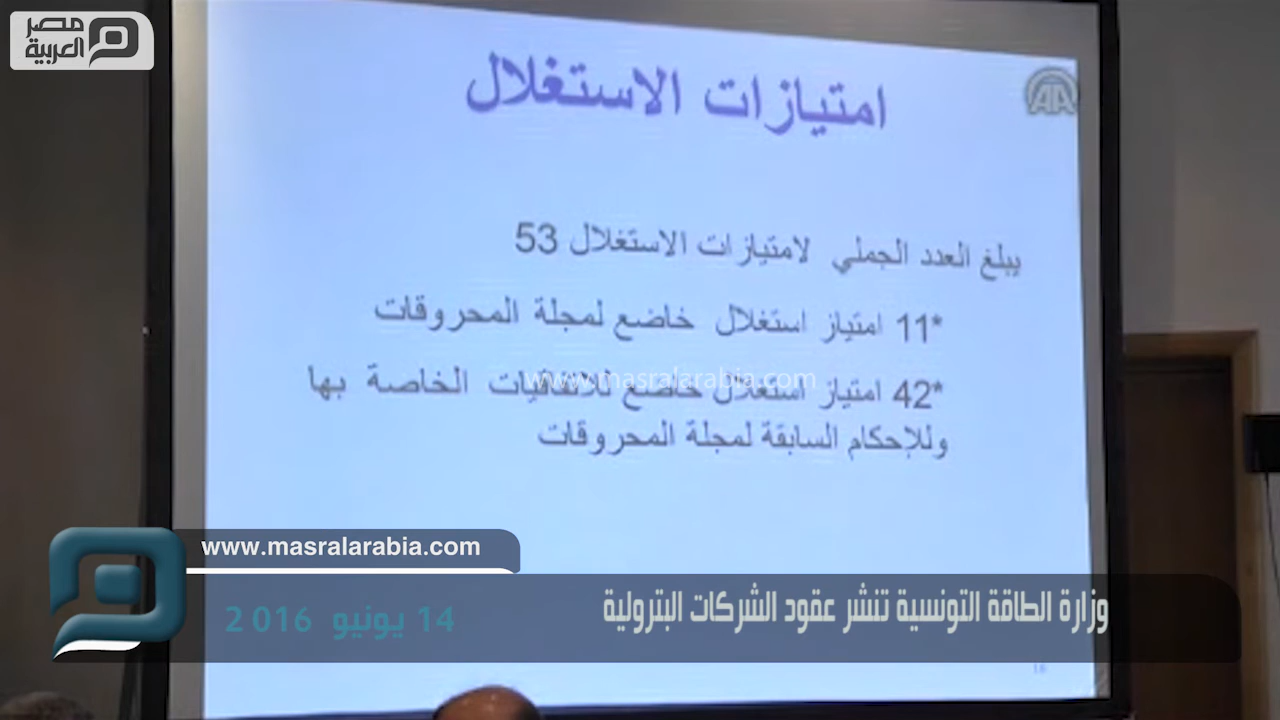 مصر
العربية
AA
امتيازات الاستغلال
يبلغ العدد الجملي لامتيازات الاستغلال 53
*11 امتياز استغلال خاضع لمجلة المحروقات
*42 امتياز استغلال خاضع للاتفاقيات الخاصة بها
وللإحكام السابقة لمجلة المحروقات
www.masralarabia.com
www.masralarabia.com
وزارة الطاقة التونسية تنشر عقود الشركات البترولية
14 يونيو 2016